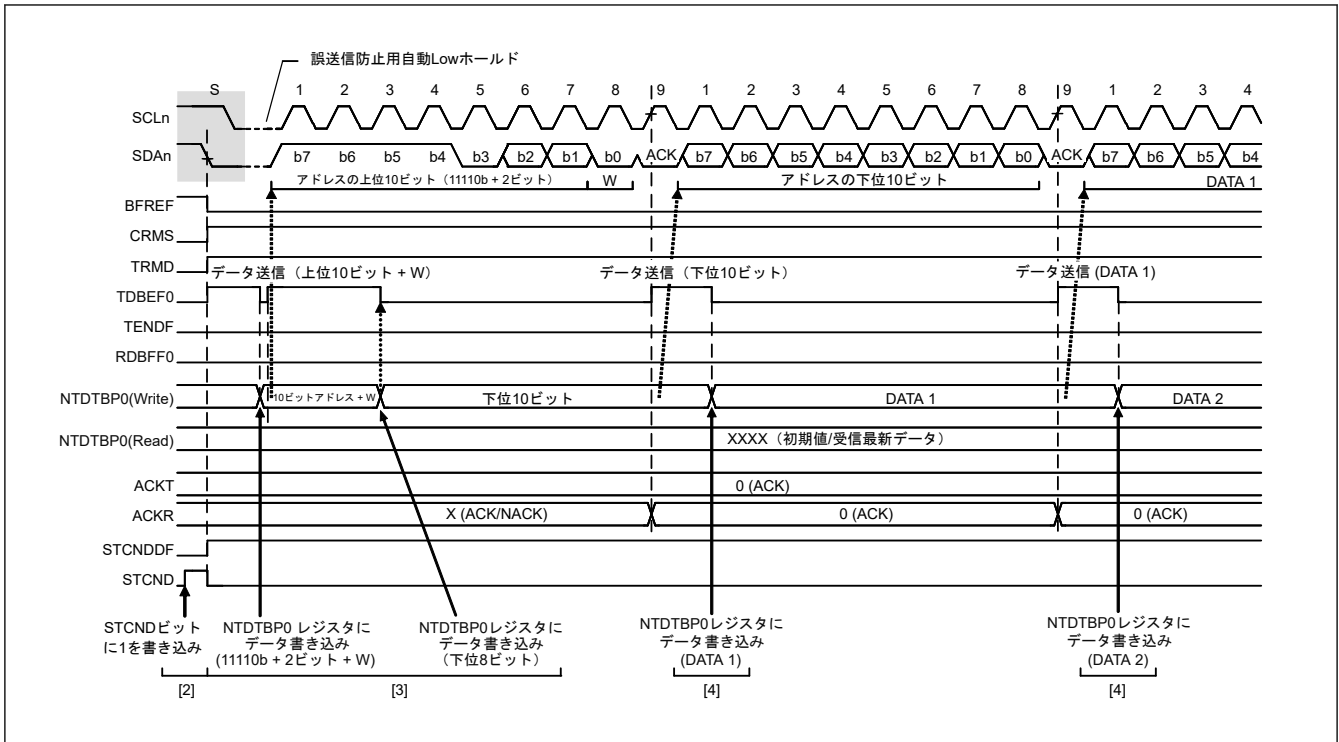 誤送信防止用自動Lowホールド
S 1 2 3 4 5 6 7 8 9 1 2 3 4 5 6 7 8 9 1 2 3 4
SCLn
SDAn b7 b6 b5 b4 b3 b2 b1 b0 ACK b7 b6 b5 b4 b3 b2 b1 b0 ACK b7 b6 b5 b4
アドレスの上位10ビット（11110b + 2ビット） W アドレスの下位10ビット DATA 1
BFREF
CRMS
TRMD
データ送信（上位10ビット + W） データ送信（下位10ビット） データ送信 (DATA 1)
TDBEF0
TENDF
RDBFF0
NTDTBP0(Write) 10ビットアドレス + W 下位10ビット DATA 1 DATA 2
NTDTBP0(Read) XXXX（初期値/受信最新データ）
ACKT 0 (ACK)
ACKR X (ACK/NACK) 0 (ACK) 0 (ACK)
STCNDDF
STCND
STCNDビット
に1を書き込み
NTDTBP0 レジスタに
データ書き込み
(11110b + 2ビット + W)
NTDTBP0レジスタに
データ書き込み
（下位8ビット）
NTDTBP0レジスタに
データ書き込み
(DATA 1)
NTDTBP0レジスタに
データ書き込み
(DATA 2)
[2] [3] [4] [4]